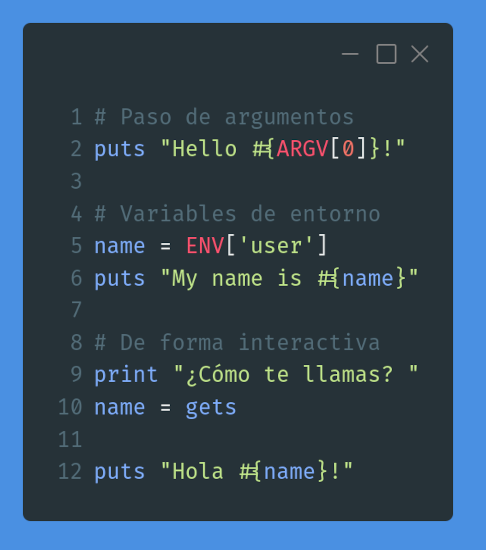 1 # Paso de argumentos
2 puts "Hello #{ARGV[0]}!"
3
4 # Variables de entorno
5 name = ENV['user']
6 puts "My name is #{name}"
7
8 # De forma interactiva
9 print "¿Cómo te llamas? "
10 name = gets
11
12 puts "Hola #{name}!"